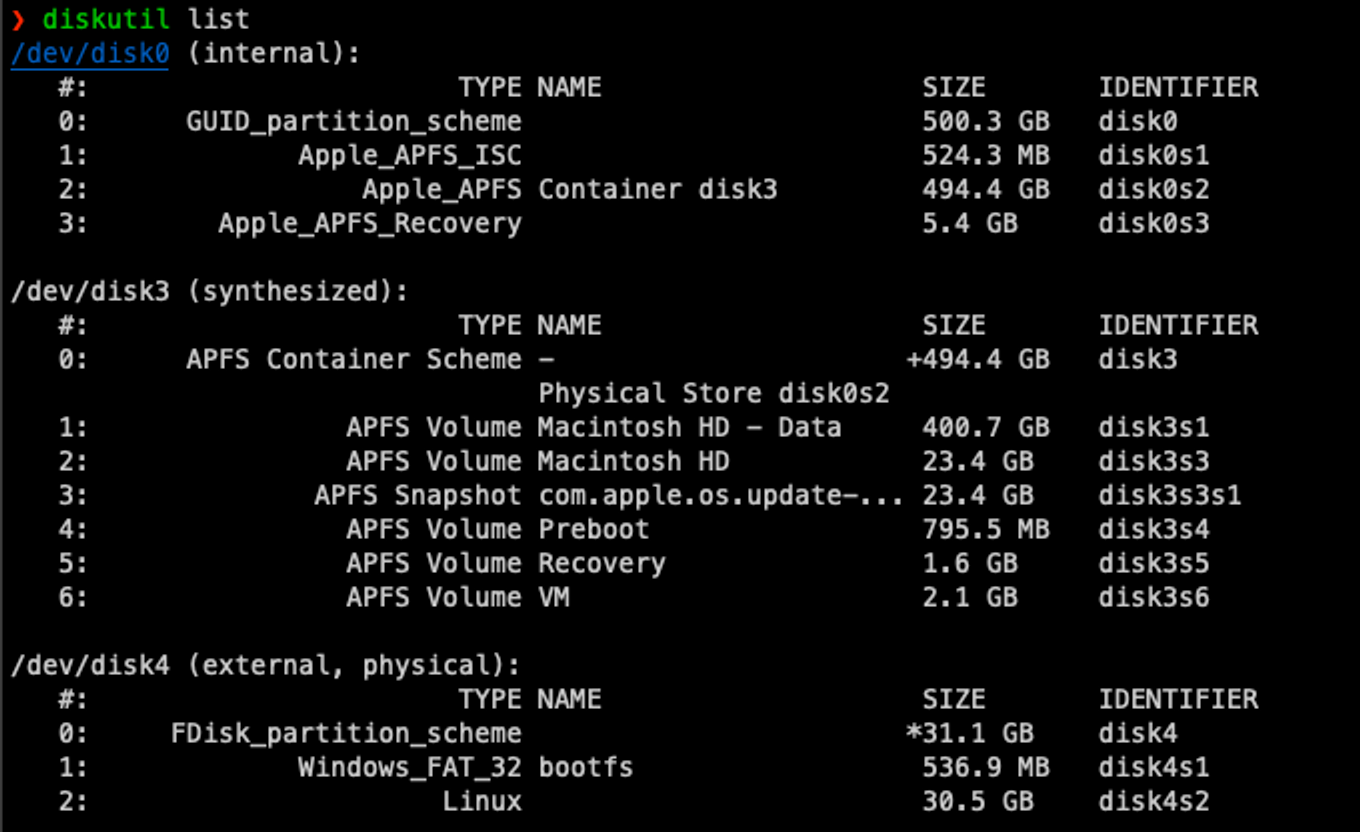 ❯ diskutil list
/dev/disk0 (internal):
   #:                       TYPE NAME                    SIZE       IDENTIFIER
   0:      GUID_partition_scheme                         500.3 GB   disk0
   1:             Apple_APFS_ISC                         524.3 MB   disk0s1
   2:                 Apple_APFS Container disk3         494.4 GB   disk0s2
   3:        Apple_APFS_Recovery                         5.4 GB     disk0s3

/dev/disk3 (synthesized):
   #:                       TYPE NAME                    SIZE       IDENTIFIER
   0:      APFS Container Scheme -                      +494.4 GB   disk3
                                 Physical Store disk0s2
   1:                APFS Volume Macintosh HD - Data     400.7 GB   disk3s1
   2:                APFS Volume Macintosh HD            23.4 GB    disk3s3
   3:              APFS Snapshot com.apple.os.update-... 23.4 GB    disk3s3s1
   4:                APFS Volume Preboot                 795.5 MB   disk3s4
   5:                APFS Volume Recovery                1.6 GB     disk3s5
   6:                APFS Volume VM                      2.1 GB     disk3s6

/dev/disk4 (external, physical):
   #:                       TYPE NAME                    SIZE       IDENTIFIER
   0:     FDisk_partition_scheme                        *31.1 GB    disk4
   1:             Windows_FAT_32 bootfs                  536.9 MB   disk4s1
   2:                      Linux                         30.5 GB    disk4s2